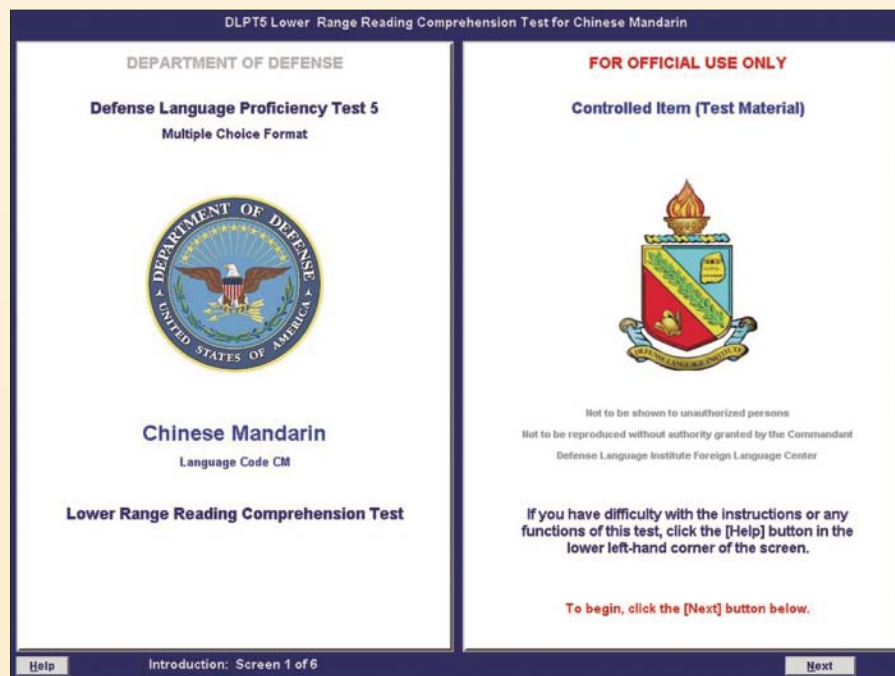 DLPT5 Lower Range Reading Comprehension Test for Chinese Mandarin
DEPARTMENT OF DEFENSE
Defense Language Proficiency Test 5
Multiple Choice Format
DEPARTMENT OF DEFENSE
UNITED STATES OF AMERICA
Chinese Mandarin
Language Code CM
Lower Range Reading Comprehension Test
FOR OFFICIAL USE ONLY
Controlled Item (Test Material)
DEFENSE LANGUAGE INSTITUTE
Not to be shown to unauthorized persons
Not to be reproduced without authority granted by the Commandant
Defense Language Institute Foreign Language Center
If you have difficulty with the instructions or any
functions of this test, click the [Help] button in the
lower left-hand corner of the screen.
To begin, click the [Next] button below.
Help
Introduction: Screen 1 of 6
Next